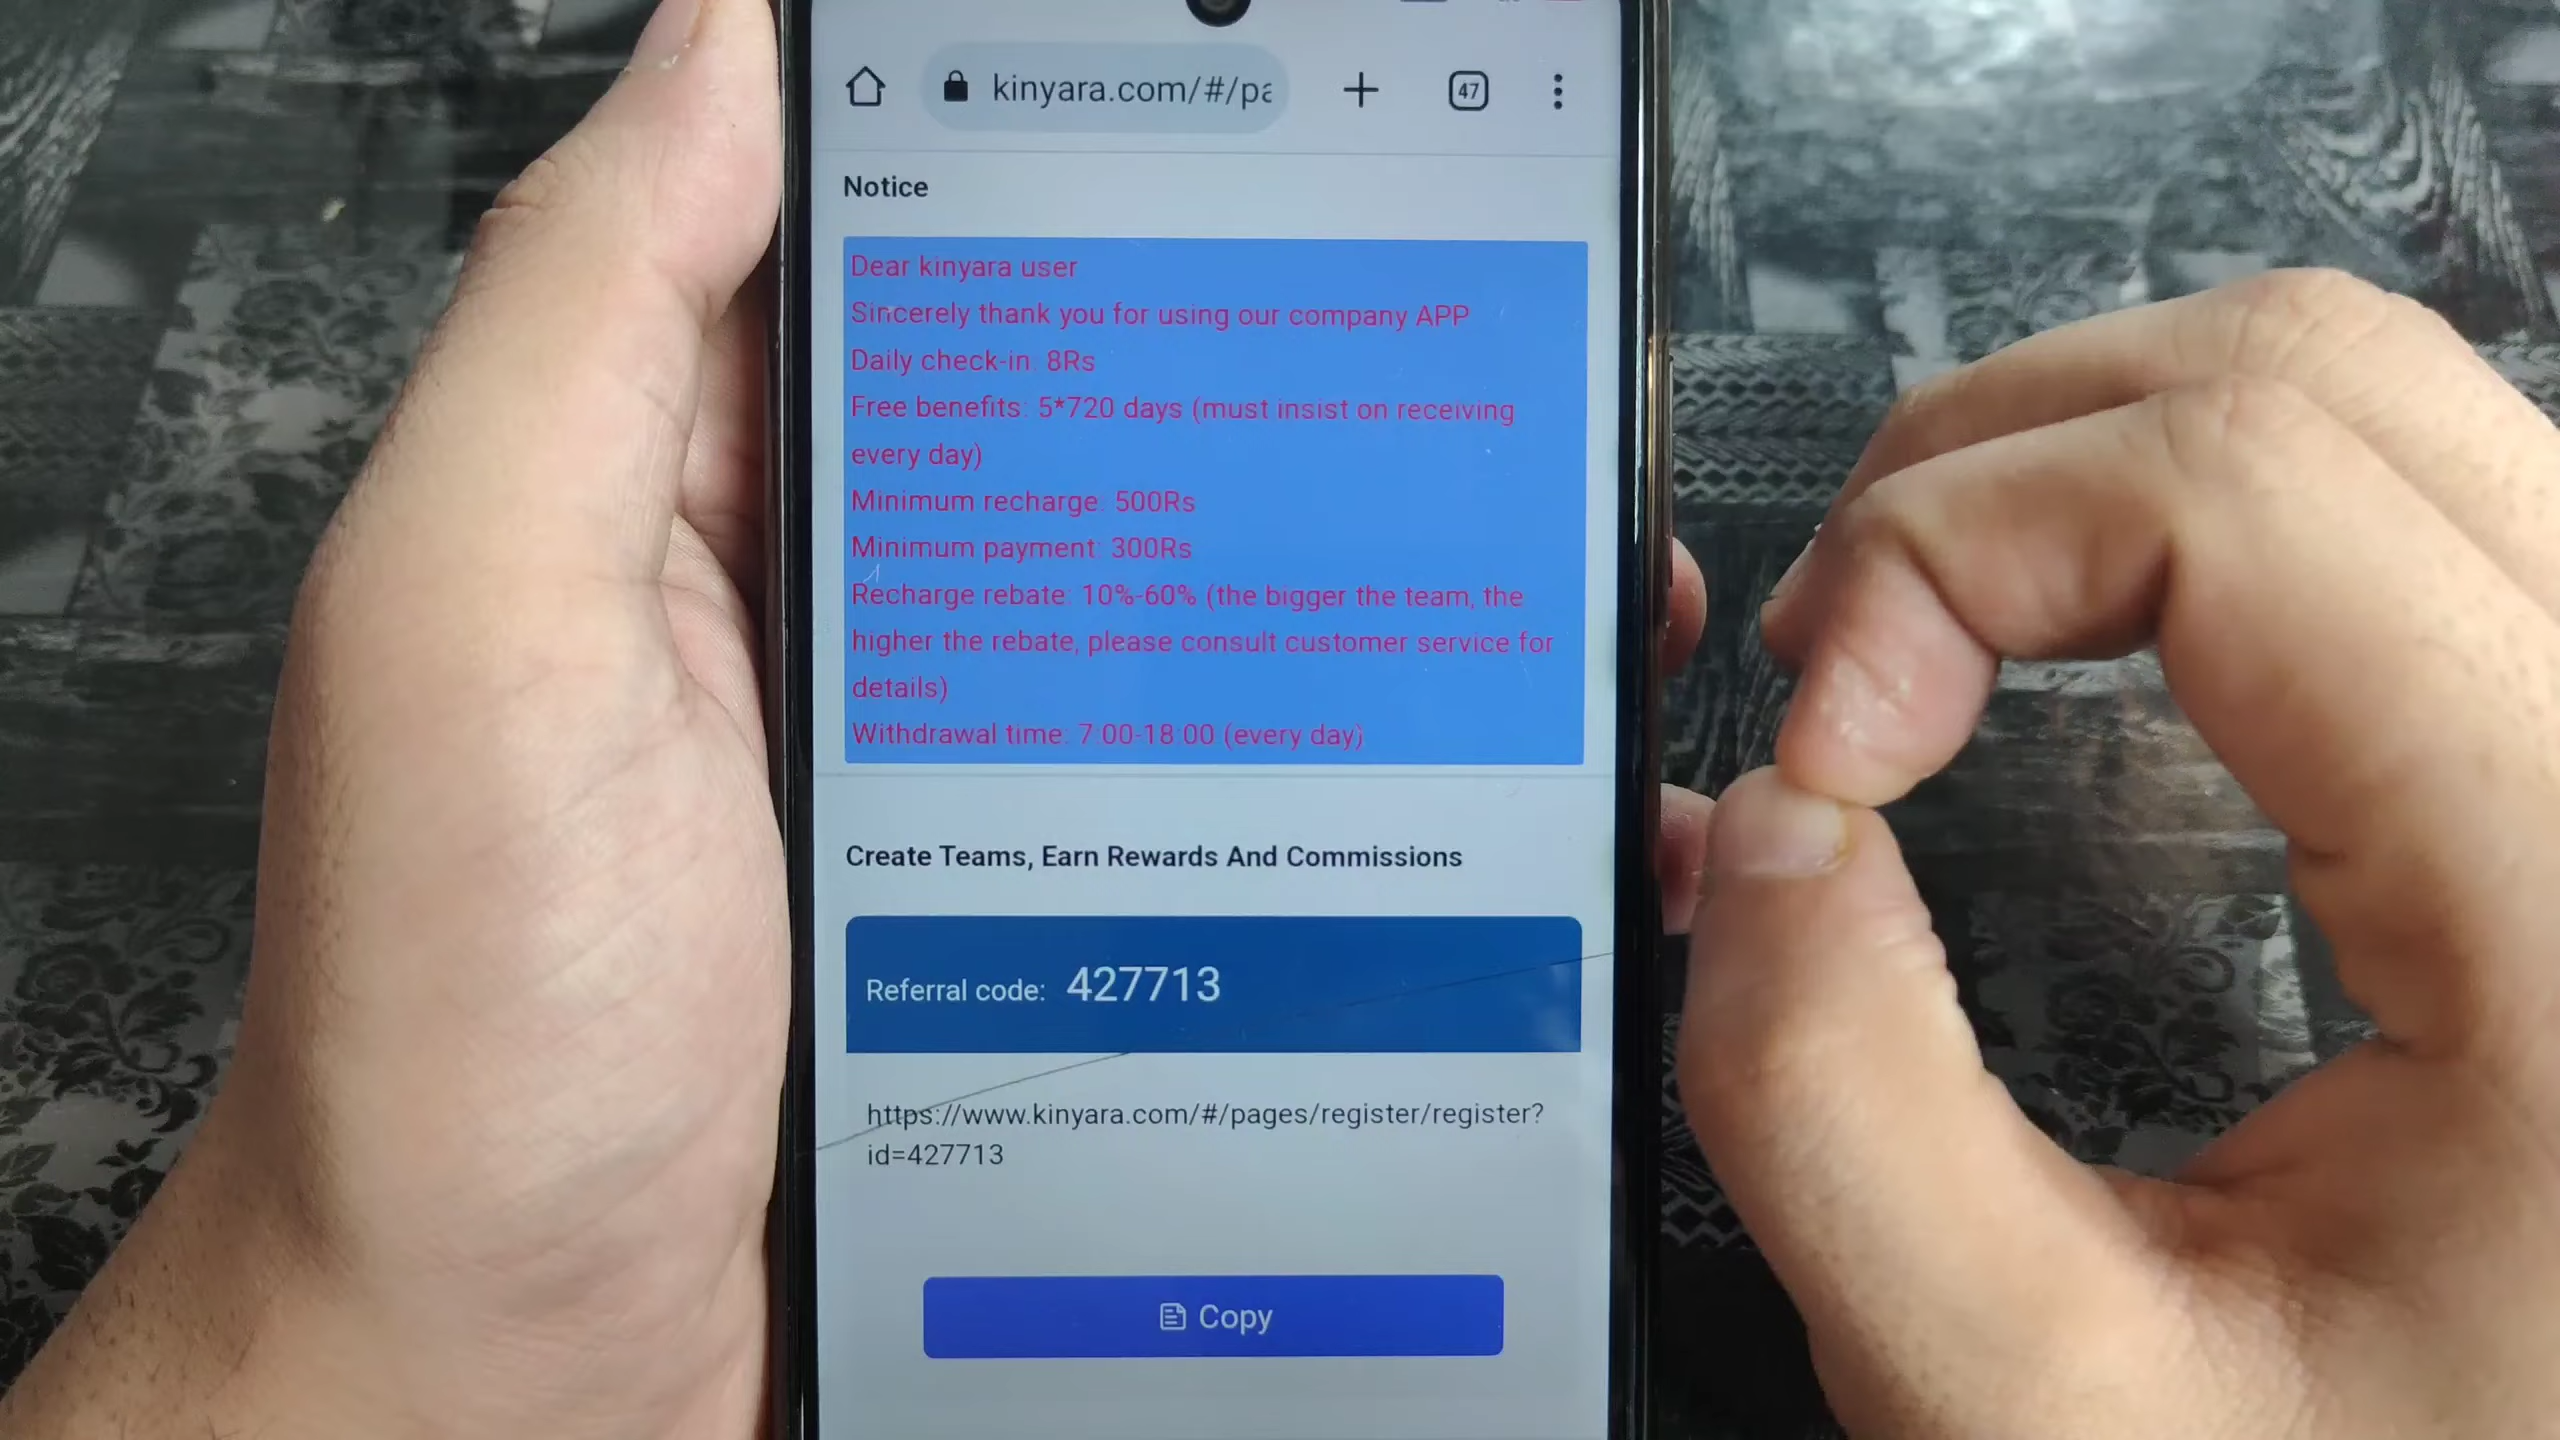 kinyara.com/#/pa
47
Notice
Dear kinyara user
Sincerely thank you for using our company APP
Daily check-in: 8Rs
Free benefits: 5*720 days (must insist on receiving
every day)
Minimum recharge: 500Rs
Minimum payment: 300Rs
Recharge rebate: 10%-60% (the bigger the team, the
higher the rebate, please consult customer service for
details)
Withdrawal time: 7:00-18:00 (every day)
Create Teams, Earn Rewards And Commissions
Referral code: 427713
https://www.kinyara.com/#/pages/register/register?
id=427713
Copy